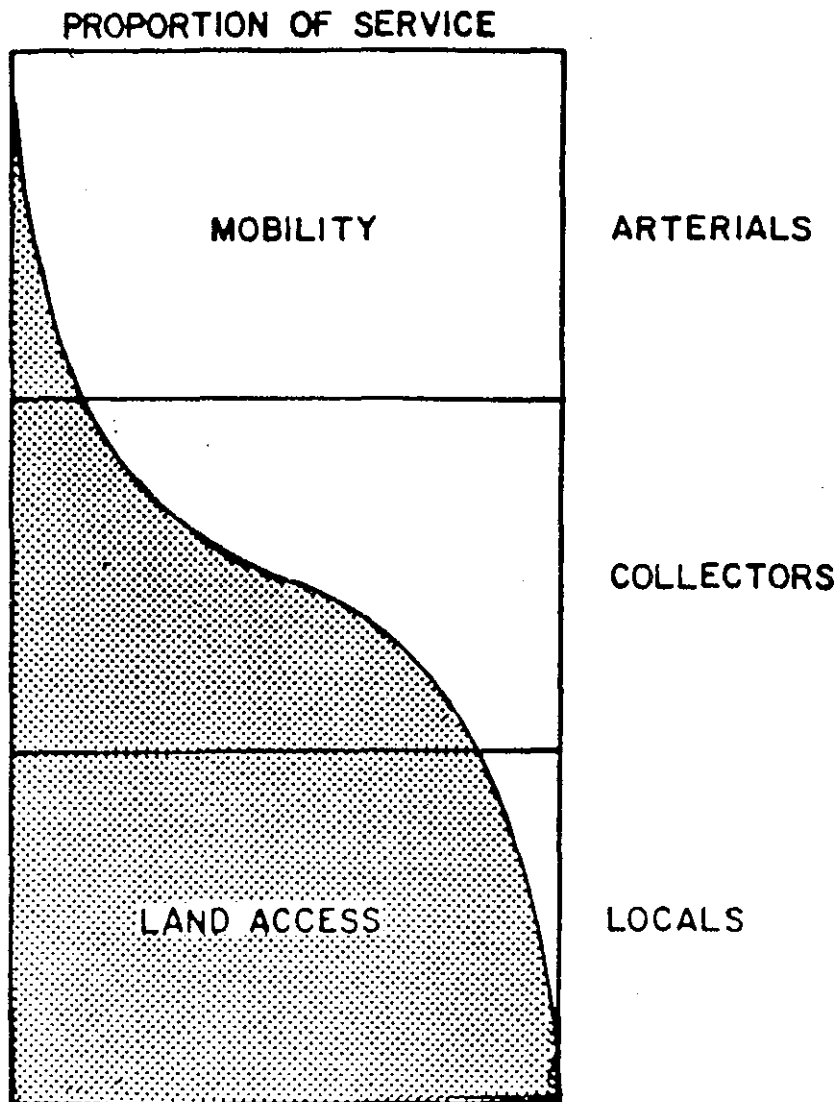 PROPORTION OF SERVICE
MOBILITY
ARTERIALS
COLLECTORS
LAND ACCESS
LOCALS